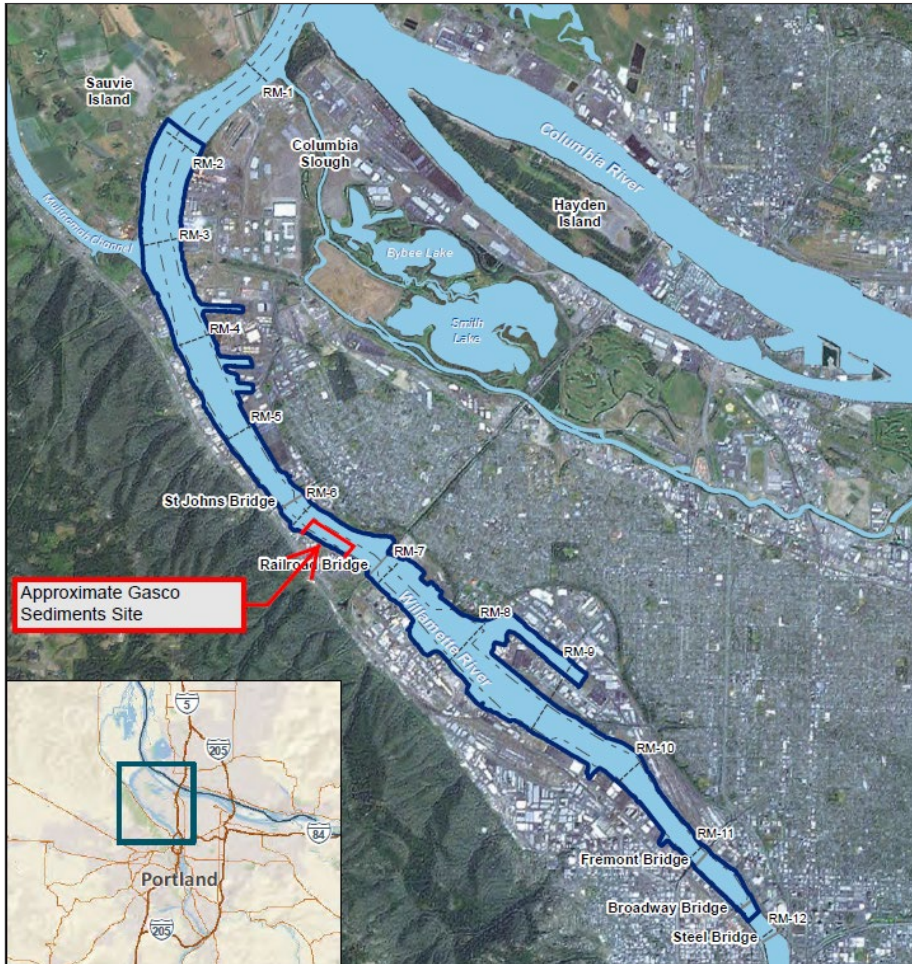 RM-1
Sauvie
Island
Columbia
Slough
Columbia River
RM-2
Hayden
Island
Multnomah Channel
RM-3
Bybee Lake
RM-4
Smith
Lake
RM-5
St Johns Bridge
RM-6
Railroad Bridge
RM-7
Approximate Gasco
Sediments Site
Willamette River
RM-8
RM-9
RM-10
RM-11
Fremont Bridge
Broadway Bridge
RM-12
Steel Bridge
5
205
84
Portland
205